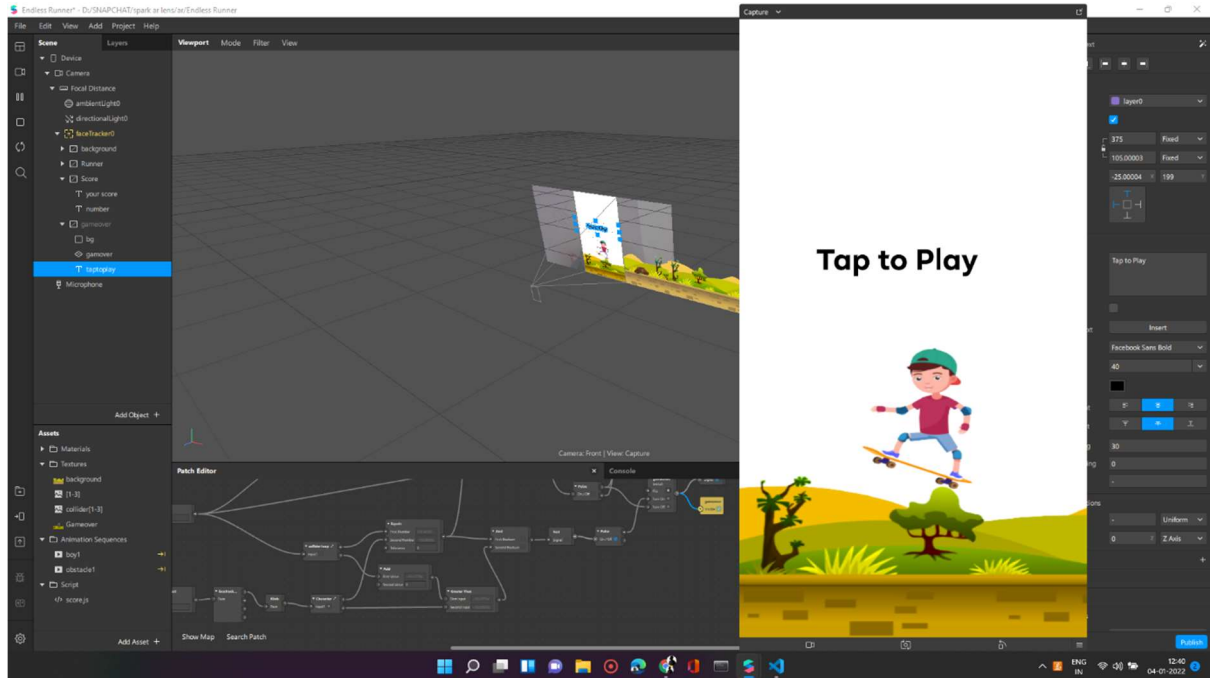 Endless Runner* - D:/SNAPCHAT/spark ar lens/ar/Endless Runner
File Edit View Add Project Help
Scene Layers
Device
Camera
Focal Distance
ambientLight0
directionalLight0
faceTracker0
background
Runner
Score
your score
number
gameover
bg
gamover
taptoplay
Microphone
Add Object +
Assets
Materials
Textures
background
[1-3]
collider[1-3]
Gameover
Animation Sequences
boy1
obstacle1
Script
score.js
Add Asset +
Viewport Mode Filter View
Camera: Front | View: Capture
Patch Editor
Console
Show Map Search Patch
Capture
Tap to Play
layer0
375 Fixed
105.00003 Fixed
-25.00004 199
Tap to Play
Insert
Facebook Sans Bold
40
30
0
-
- Uniform
0 Z Axis
Publish
ENG
IN
12:40
04-01-2022